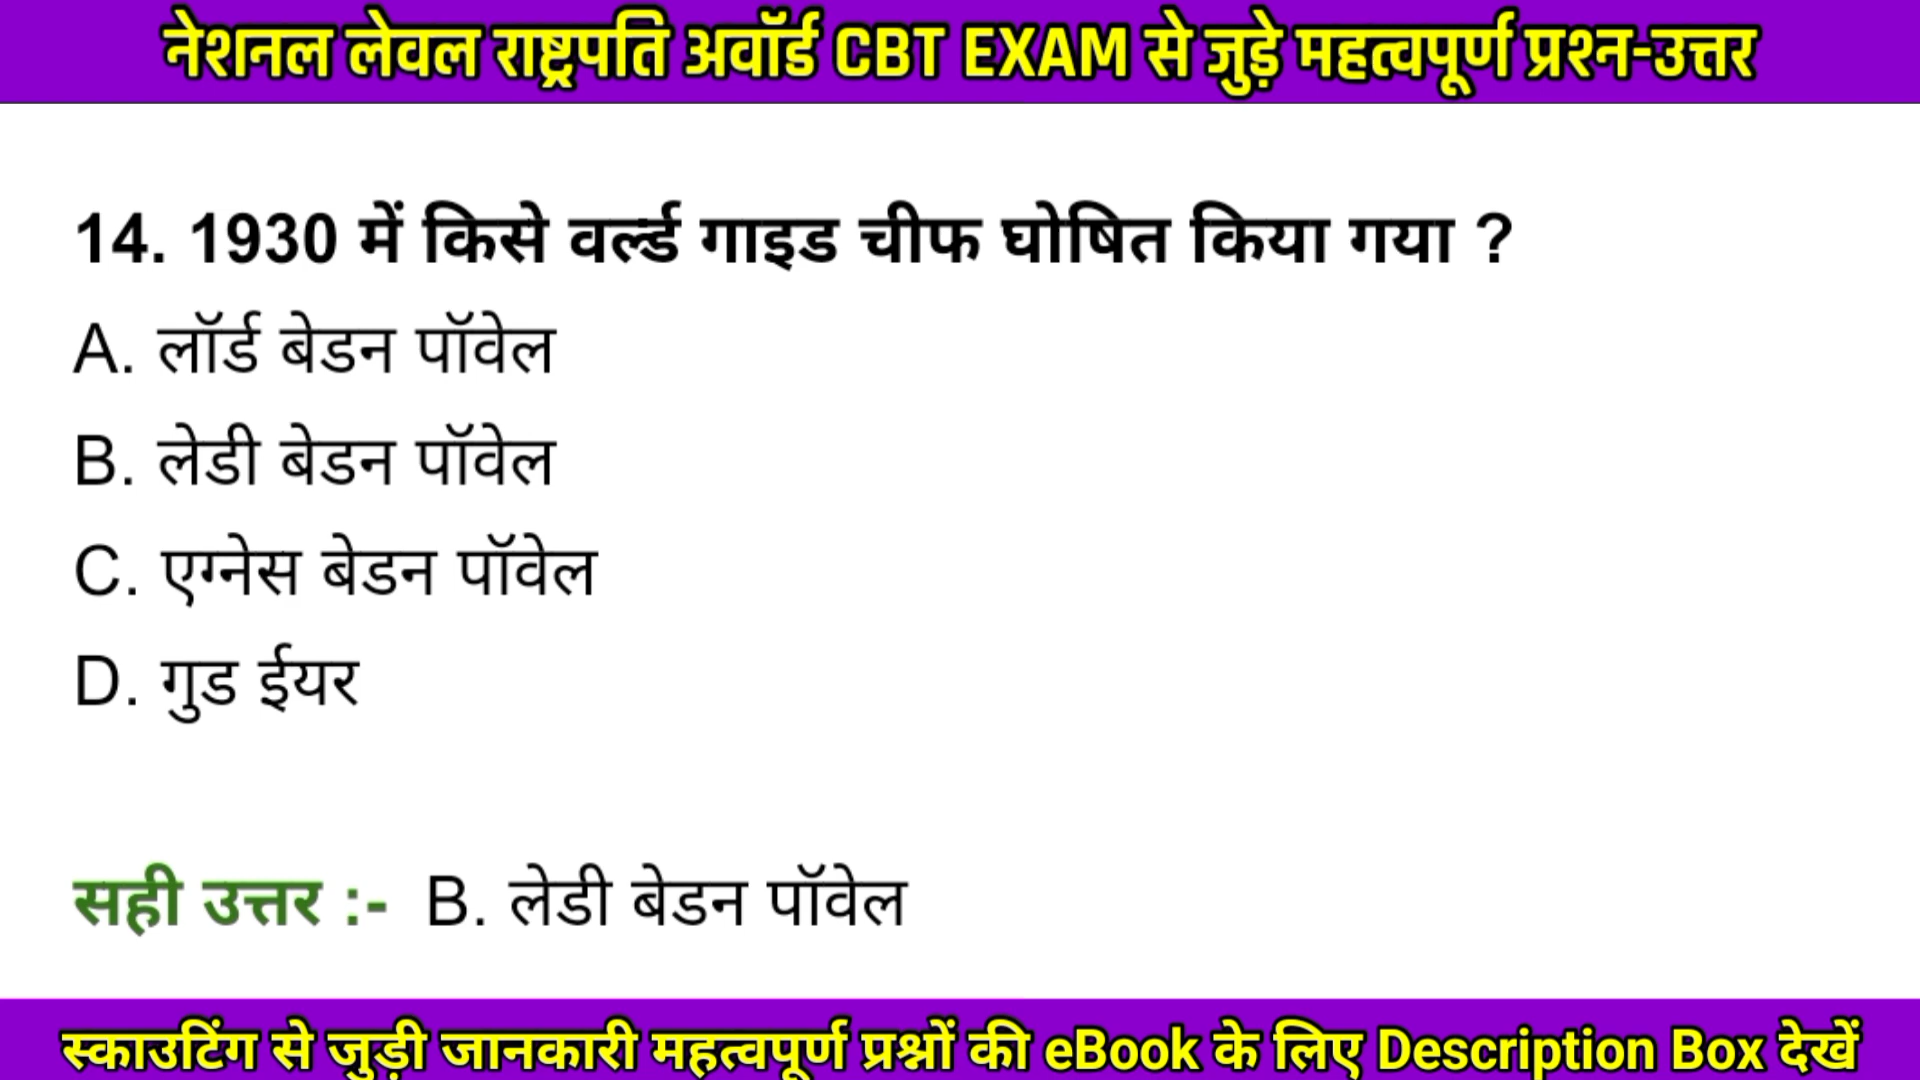 नेशनल लेवल राष्ट्रपति अवॉर्ड CBT EXAM से जुड़े महत्वपूर्ण प्रश्न-उत्तर
14. 1930 में किसे वर्ल्ड गाइड चीफ घोषित किया गया ?
A. लॉर्ड बेडन पॉवेल
B. लेडी बेडन पॉवेल
C. एग्नेस बेडन पॉवेल
D. गुड ईयर
सही उत्तर :- B. लेडी बेडन पॉवेल
स्काउटिंग से जुड़ी जानकारी महत्वपूर्ण प्रश्नों की eBook के लिए Description Box देखें